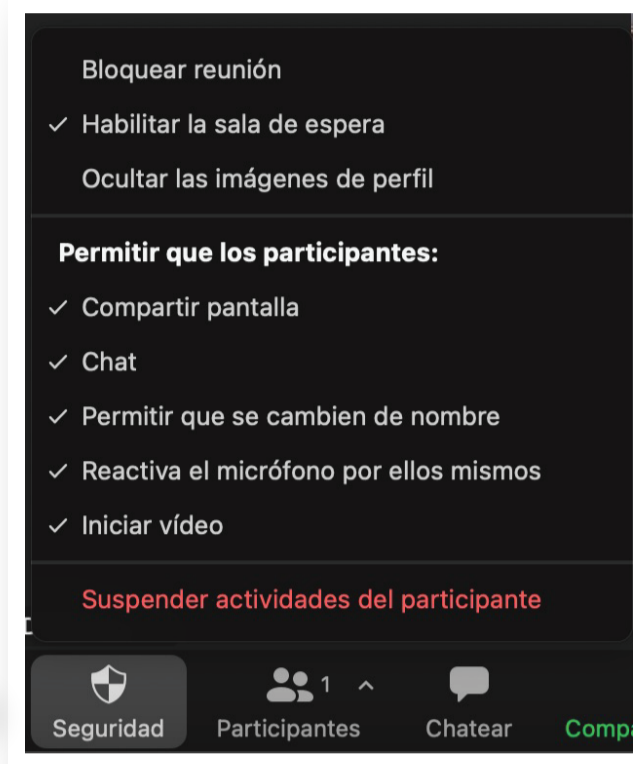 Bloquear reunión
✓ Habilitar la sala de espera
Ocultar las imágenes de perfil
Permitir que los participantes:
✓ Compartir pantalla
✓ Chat
✓ Permitir que se cambien de nombre
✓ Reactiva el micrófono por ellos mismos
✓ Iniciar vídeo
Suspender actividades del participante
1
Seguridad Participantes Chatear Compa